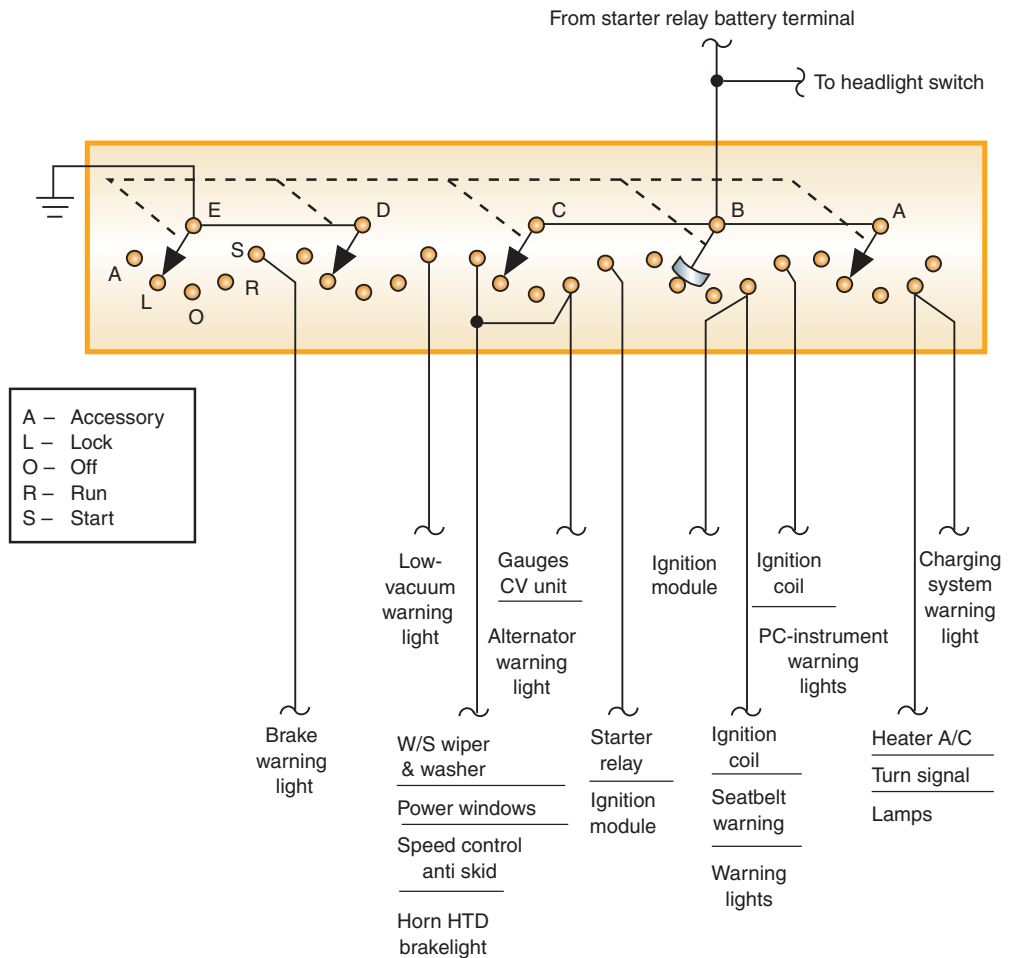 From starter relay battery terminal
To headlight switch
E
D
C
B
A
S
A
L
O
R
A – Accessory
L – Lock
O – Off
R – Run
S – Start
Low-
vacuum
warning
light
Gauges
CV unit
Alternator
warning
light
Ignition
module
Ignition
coil
PC-instrument
warning
lights
Charging
system
warning
light
Brake
warning
light
W/S wiper
& washer
Power windows
Speed control
anti skid
Horn HTD
brakelight
Starter
relay
Ignition
module
Ignition
coil
Seatbelt
warning
Warning
lights
Heater A/C
Turn signal
Lamps